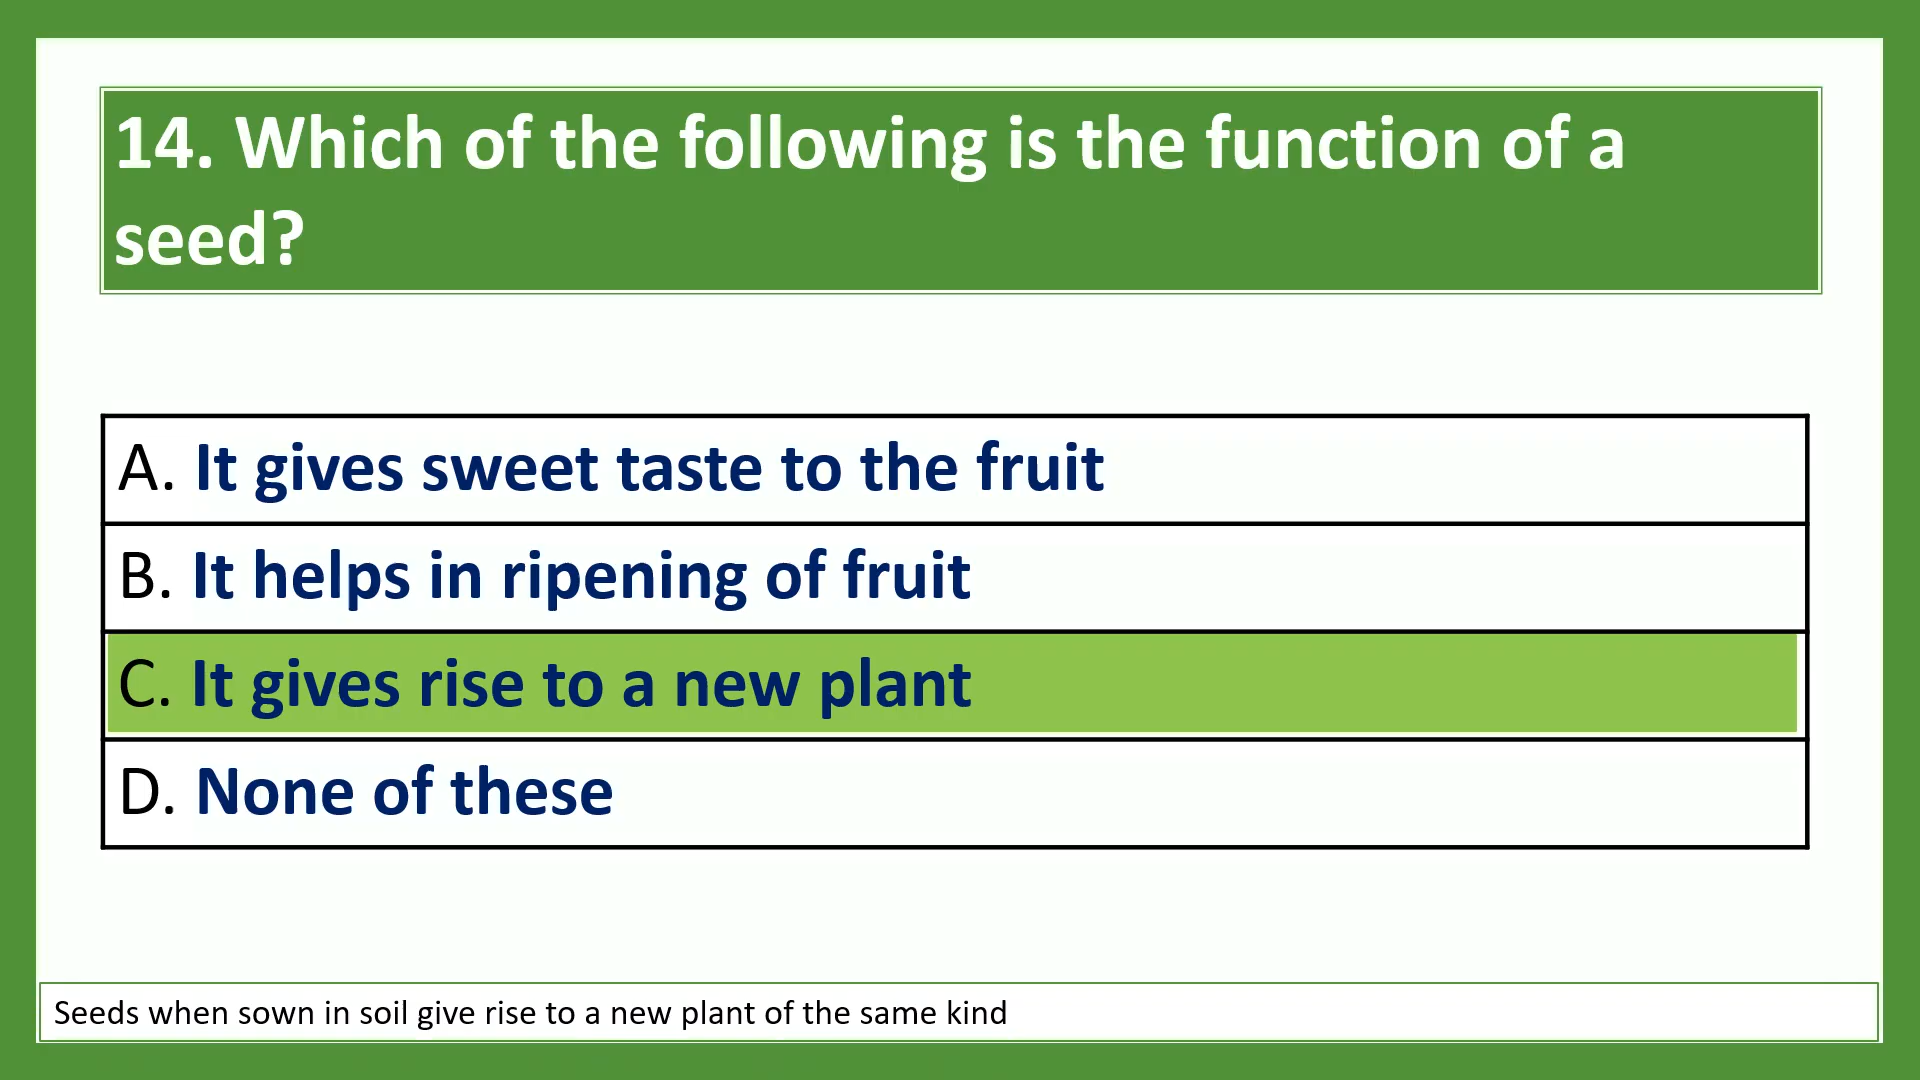 14. Which of the following is the function of a
seed?
A. It gives sweet taste to the fruit
B. It helps in ripening of fruit
C. It gives rise to a new plant
D. None of these
Seeds when sown in soil give rise to a new plant of the same kind